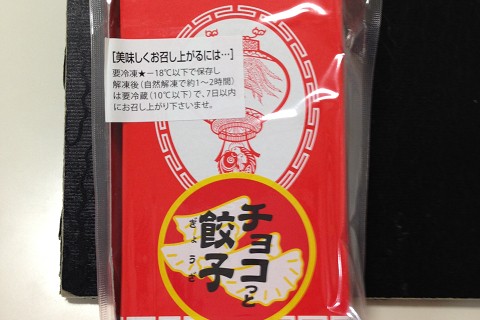 [美味しくお召し上がるには…]
要冷凍★−18℃以下で保存し
解凍後（自然解凍で約1〜2時間）
は要冷蔵（10℃以下）で、7日以内
にお召し上がり下さいませ。
チョコっと
餃子
ぎょうざ